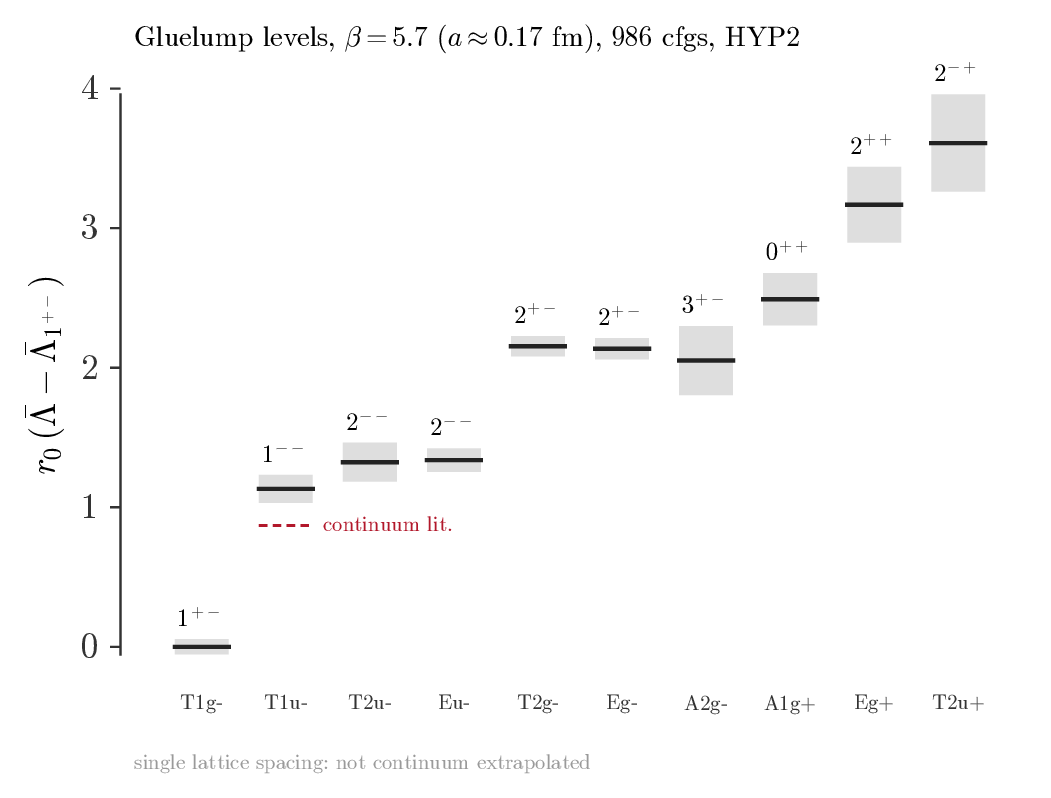 Gluelump levels, β = 5.7 (a ≈ 0.17 fm), 986 cfgs, HYP2
r₀ (Λ̄ − Λ̄₁₊₋)
4
3
2
1
0
1⁺⁻
1⁻⁻
2⁻⁻
2⁻⁻
2⁺⁻
2⁺⁻
3⁺⁻
0⁺⁺
2⁺⁺
2⁻⁺
continuum lit.
T1g-
T1u-
T2u-
Eu-
T2g-
Eg-
A2g-
A1g+
Eg+
T2u+
single lattice spacing: not continuum extrapolated